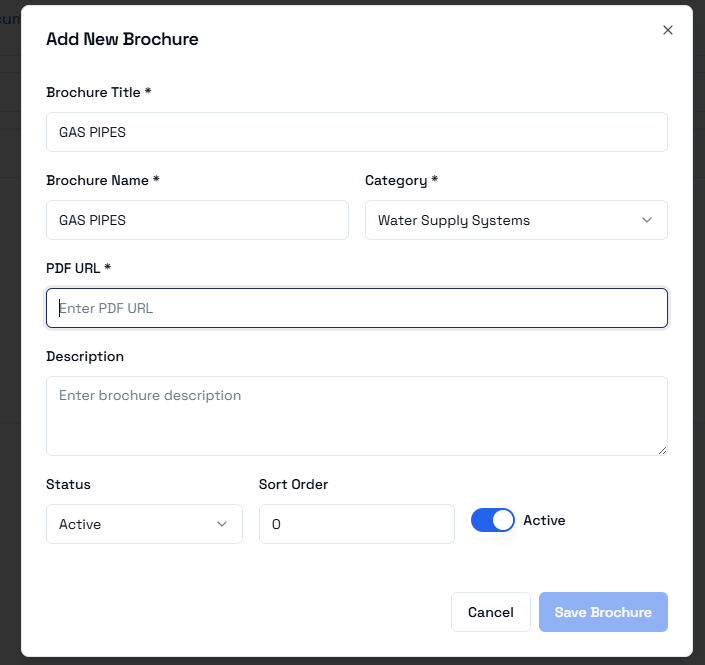 Add New Brochure
Brochure Title *
GAS PIPES
Brochure Name *
Category *
GAS PIPES
Water Supply Systems
PDF URL *
Enter PDF URL
Description
Enter brochure description
Status
Sort Order
Active
0
Active
Cancel
Save Brochure